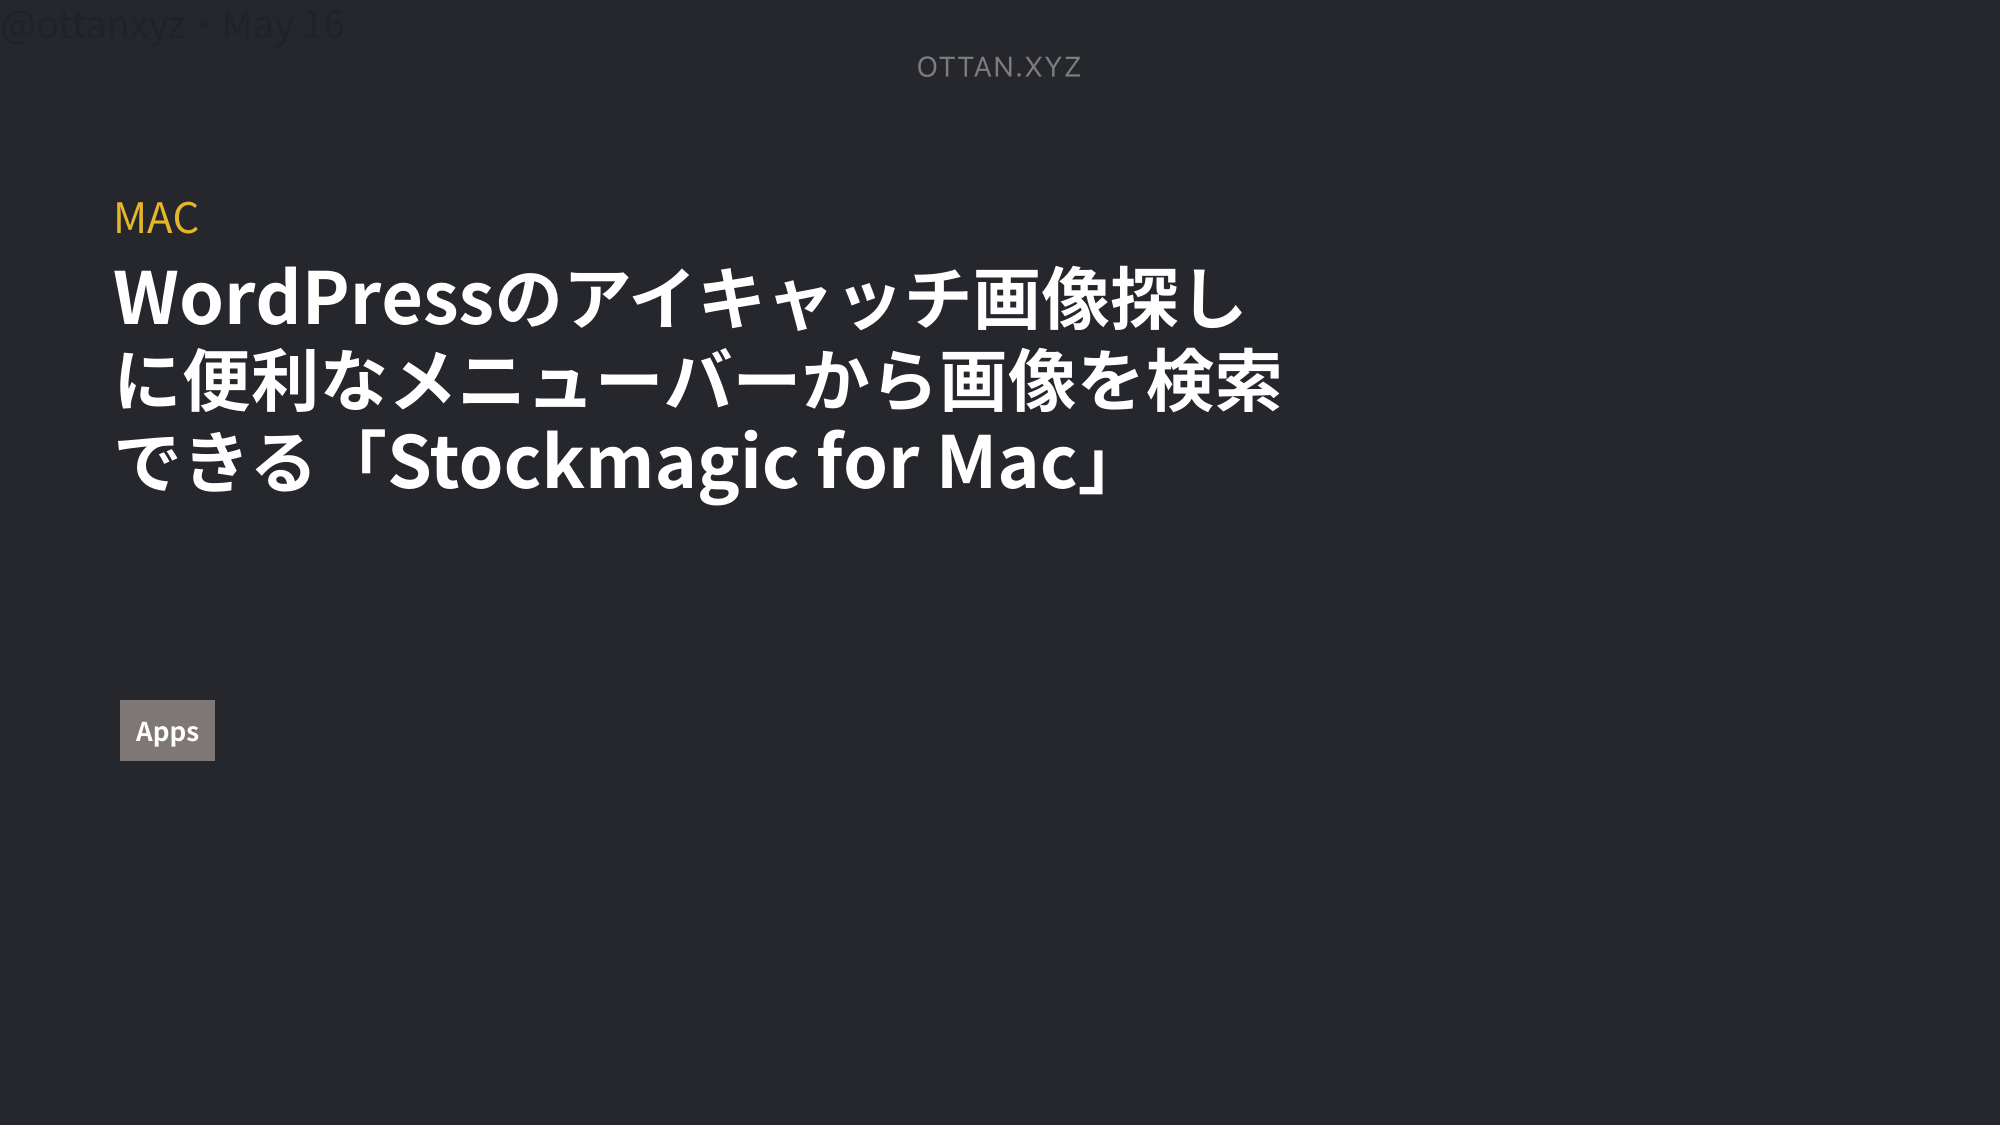 @ottanxyz・May 16
OTTAN.XYZ
MAC
WordPressのアイキャッチ画像探し
に便利なメニューバーから画像を検索
できる「Stockmagic for Mac」
Apps